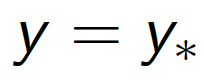 y = y*